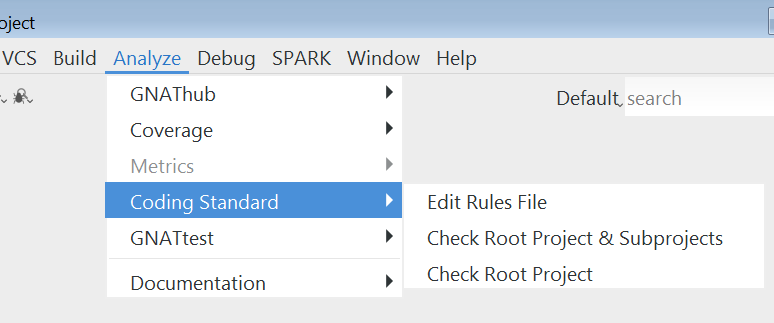 oject
VCS Build Analyze Debug SPARK Window Help
Default search
GNAThub
Coverage
Metrics
Coding Standard
GNATtest
Documentation
Edit Rules File
Check Root Project & Subprojects
Check Root Project